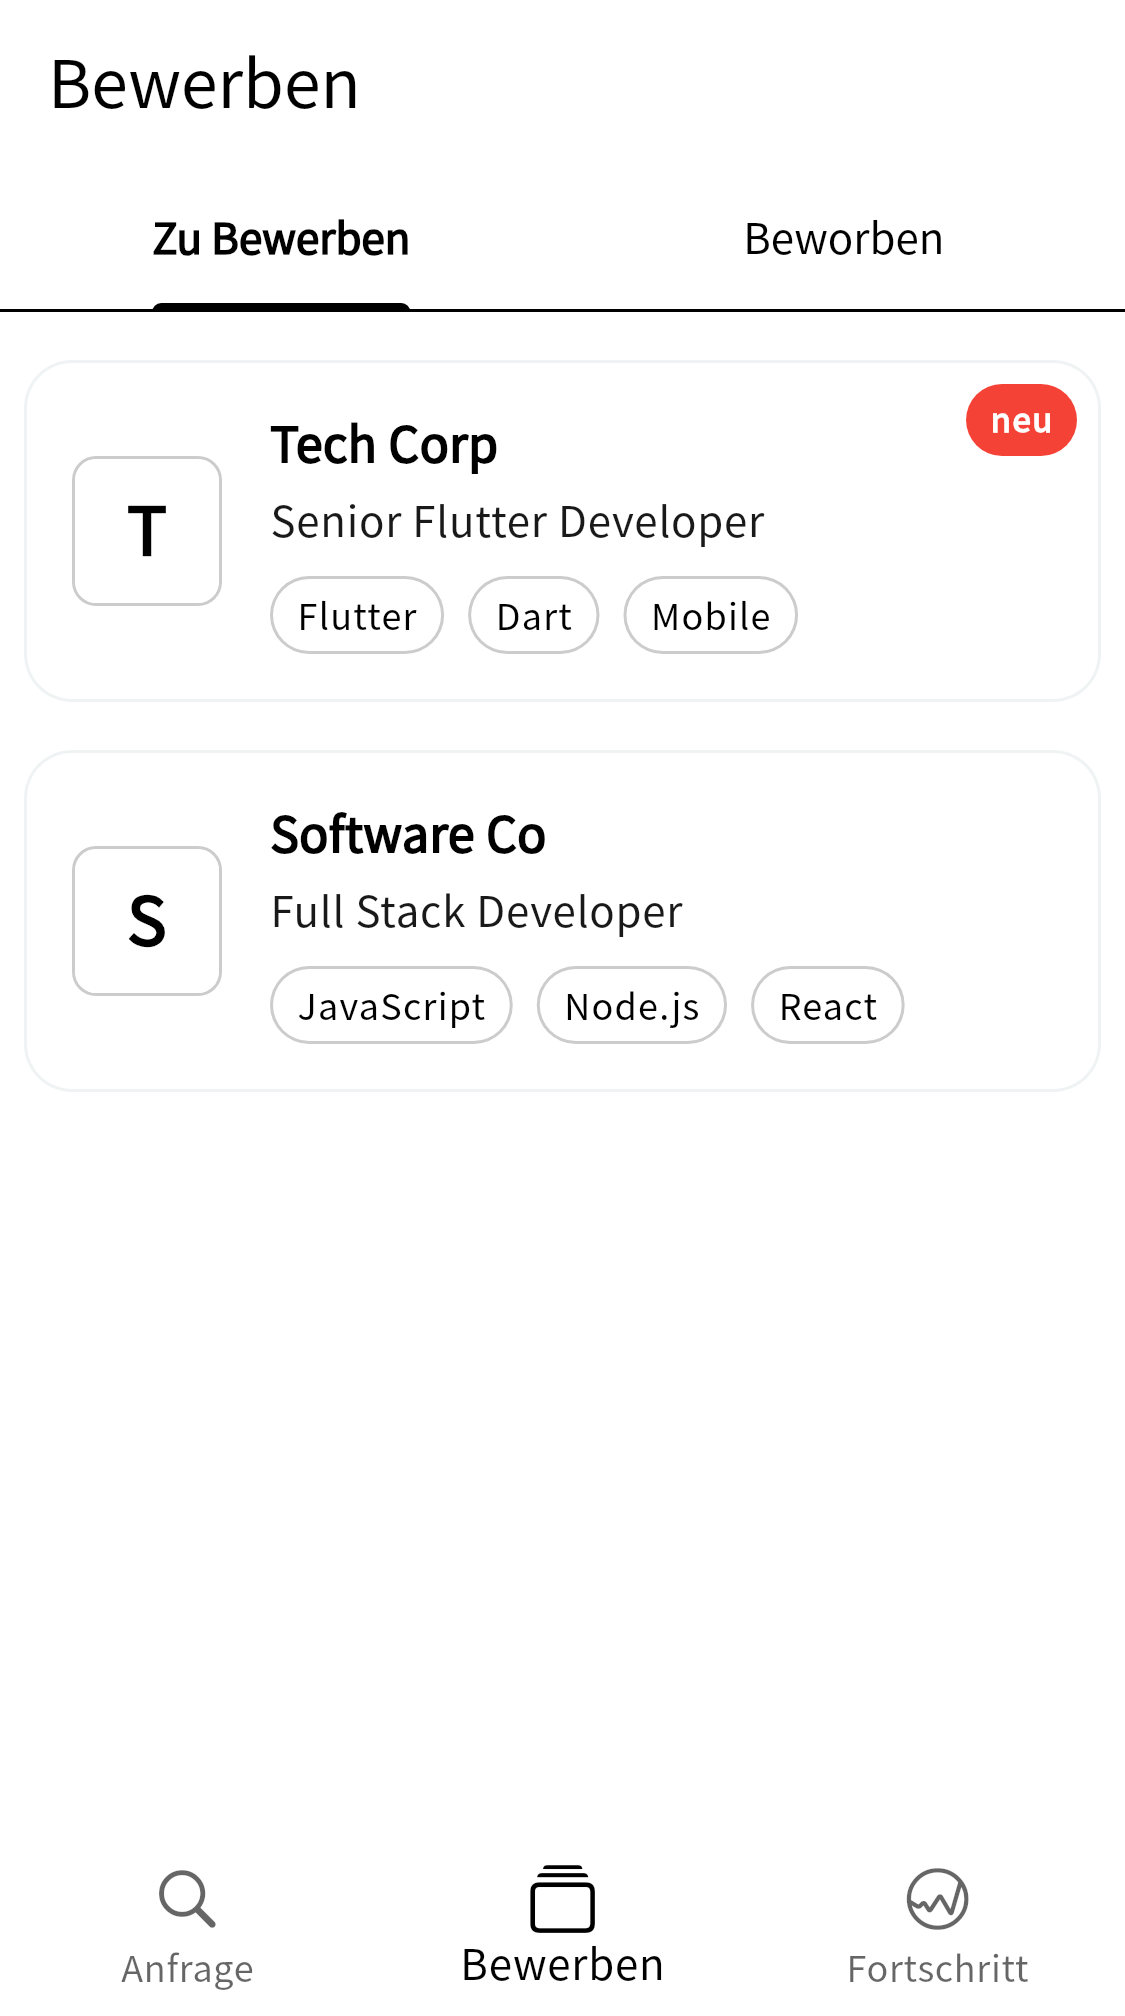 Bewerben
Zu Bewerben
Beworben
neu
Tech Corp
T
Senior Flutter Developer
Flutter
Dart
Mobile
Software Co
S
Full Stack Developer
JavaScript
Node.js
React
Anfrage
Bewerben
Fortschritt